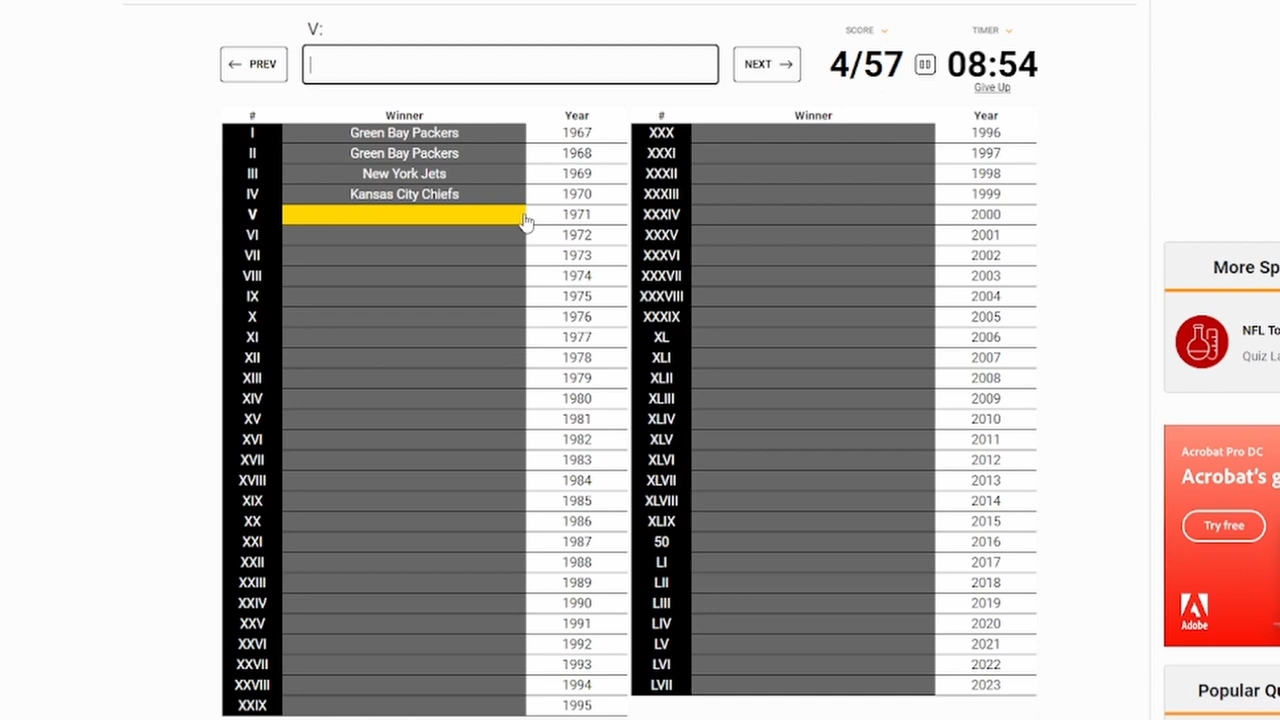 V:
SCORE
TIMER
← PREV
NEXT →
4/57
08:54
Give Up
# Winner Year
I Green Bay Packers 1967
II Green Bay Packers 1968
III New York Jets 1969
IV Kansas City Chiefs 1970
V 1971
VI 1972
VII 1973
VIII 1974
IX 1975
X 1976
XI 1977
XII 1978
XIII 1979
XIV 1980
XV 1981
XVI 1982
XVII 1983
XVIII 1984
XIX 1985
XX 1986
XXI 1987
XXII 1988
XXIII 1989
XXIV 1990
XXV 1991
XXVI 1992
XXVII 1993
XXVIII 1994
XXIX 1995
# Winner Year
XXX 1996
XXXI 1997
XXXII 1998
XXXIII 1999
XXXIV 2000
XXXV 2001
XXXVI 2002
XXXVII 2003
XXXVIII 2004
XXXIX 2005
XL 2006
XLI 2007
XLII 2008
XLIII 2009
XLIV 2010
XLV 2011
XLVI 2012
XLVII 2013
XLVIII 2014
XLIX 2015
50 2016
LI 2017
LII 2018
LIII 2019
LIV 2020
LV 2021
LVI 2022
LVII 2023
More Sp
NFL To
Quiz La
Acrobat Pro DC
Acrobat's g
Try free
Adobe
Popular Qu